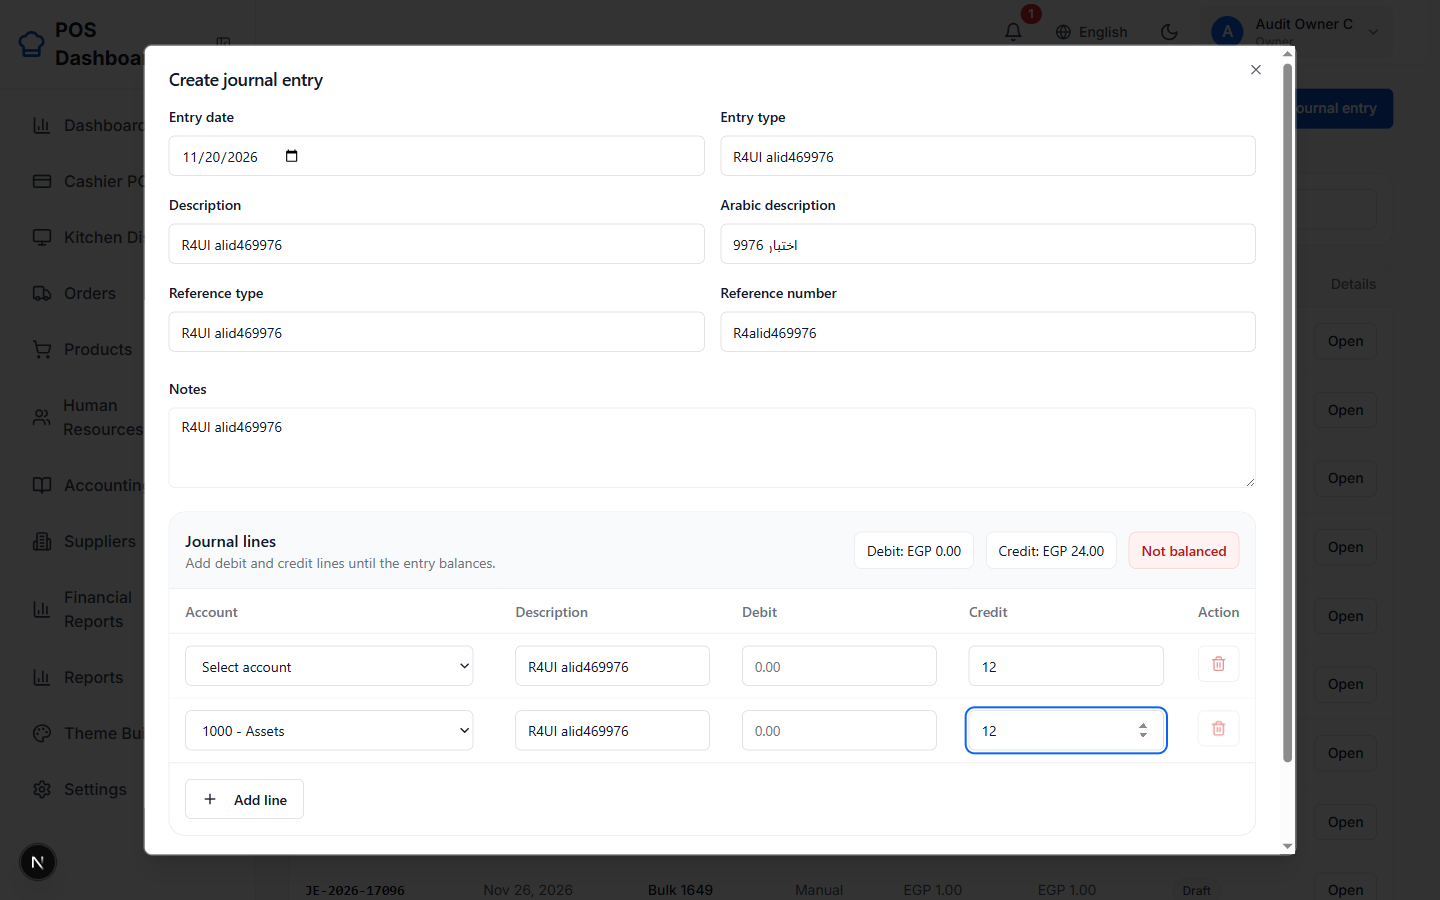 POS
Dashboa
1
English
A
Audit Owner C
Owner
Create journal entry
ournal entry
Entry date
Entry type
11/20/2026
R4UI alid469976
Description
Arabic description
R4UI alid469976
اختبار 9976
Reference type
Reference number
R4UI alid469976
R4alid469976
Notes
R4UI alid469976
Journal lines
Add debit and credit lines until the entry balances.
Debit: EGP 0.00
Credit: EGP 24.00
Not balanced
Account
Description
Debit
Credit
Action
Select account
R4UI alid469976
0.00
12
1000 - Assets
R4UI alid469976
0.00
12
Add line
Dashboard
Cashier PO
Kitchen Di
Orders
Products
Human
Resources
Accountin
Suppliers
Financial
Reports
Reports
Theme Bui
Settings
N
Details
Open
Open
Open
Open
Open
Open
Open
Open
JE-2026-17096
Nov 26, 2026
Bulk 1649
Manual
EGP 1.00
EGP 1.00
Draft
Open